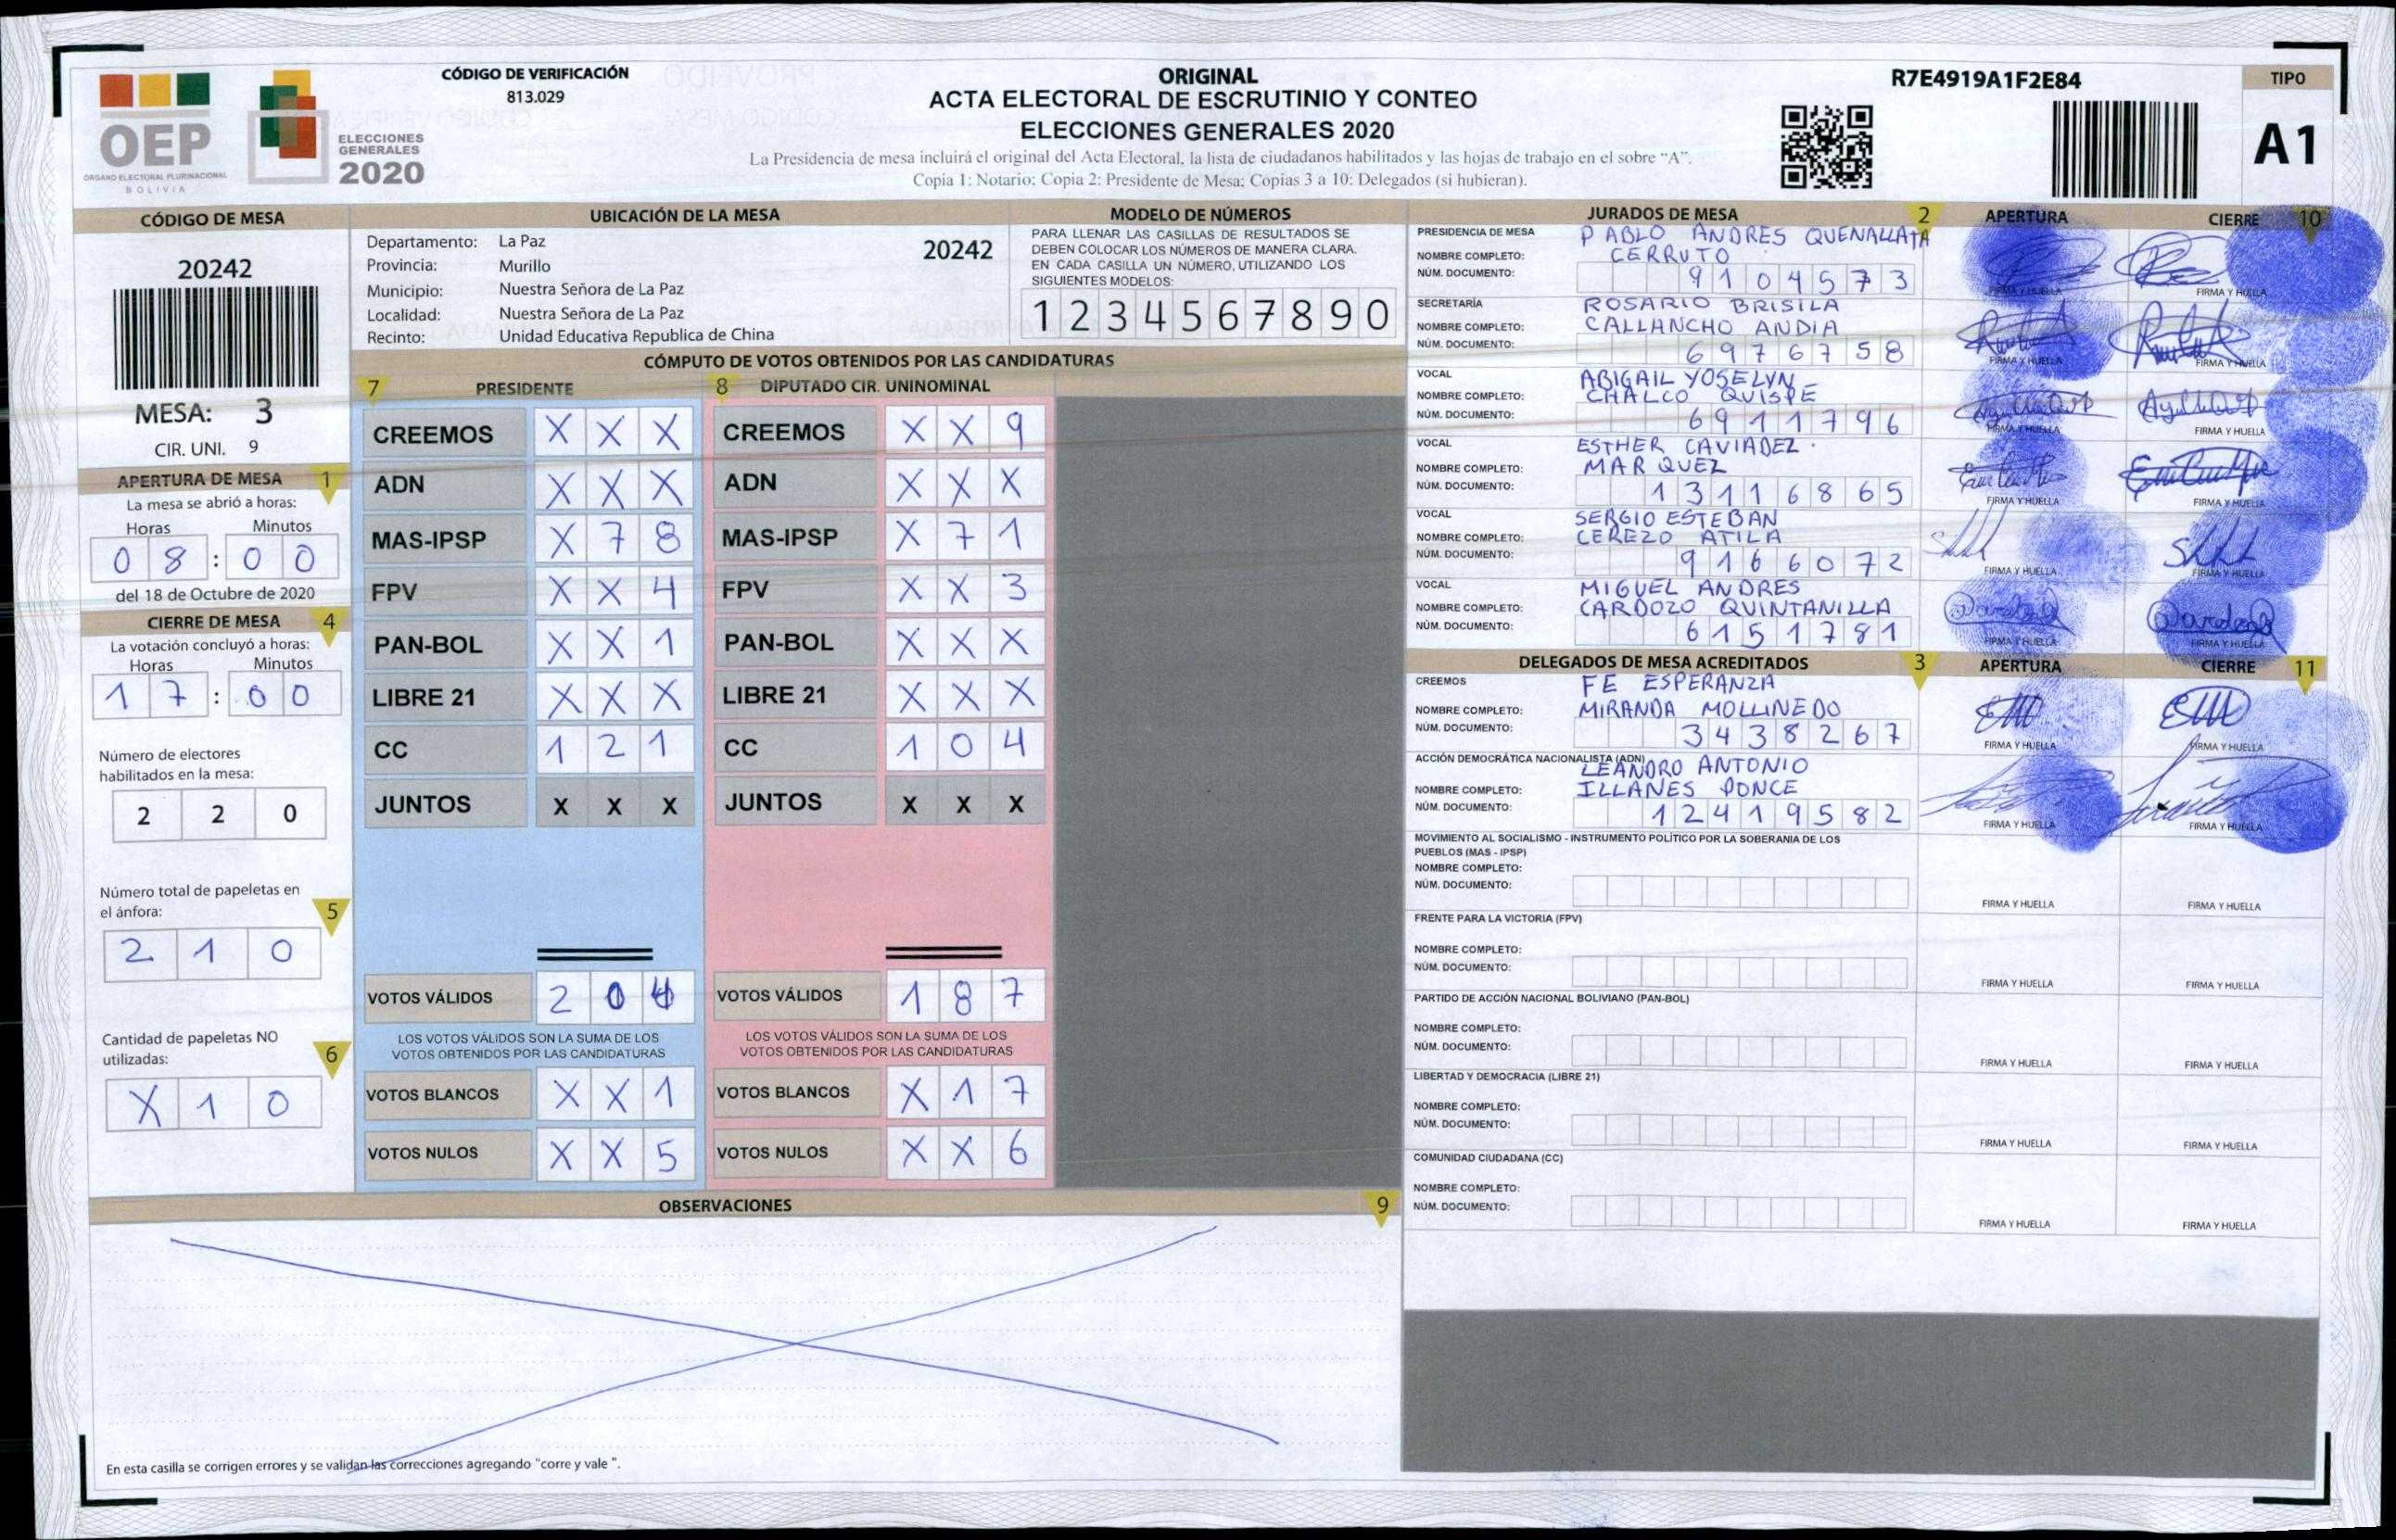 CÓDIGO DE VERIFICACIÓN
813.029
OEP
ÓRGANO ELECTORAL PLURINACIONAL
BOLIVIA
ELECCIONES
GENERALES
2020
ORIGINAL
ACTA ELECTORAL DE ESCRUTINIO Y CONTEO
ELECCIONES GENERALES 2020
La Presidencia de mesa incluirá el original del Acta Electoral, la lista de ciudadanos habilitados y las hojas de trabajo en el sobre “A”.
Copia 1: Notario; Copia 2: Presidente de Mesa; Copias 3 a 10: Delegados (si hubieran).
R7E4919A1F2E84
TIPO
A1
CÓDIGO DE MESA
20242
MESA: 3
CIR. UNI. 9
APERTURA DE MESA 1
La mesa se abrió a horas:
Horas Minutos
0 8 : 0 0
del 18 de Octubre de 2020
CIERRE DE MESA 4
La votación concluyó a horas:
Horas Minutos
1 7 : 0 0
Número de electores
habilitados en la mesa:
2 2 0
Número total de papeletas en
el ánfora: 5
2 1 0
Cantidad de papeletas NO
utilizadas: 6
X 1 0
UBICACIÓN DE LA MESA
Departamento: La Paz 20242
Provincia: Murillo
Municipio: Nuestra Señora de La Paz
Localidad: Nuestra Señora de La Paz
Recinto: Unidad Educativa Republica de China
MODELO DE NÚMEROS
PARA LLENAR LAS CASILLAS DE RESULTADOS SE
DEBEN COLOCAR LOS NÚMEROS DE MANERA CLARA.
EN CADA CASILLA UN NÚMERO, UTILIZANDO LOS
SIGUIENTES MODELOS:
1 2 3 4 5 6 7 8 9 0
CÓMPUTO DE VOTOS OBTENIDOS POR LAS CANDIDATURAS
7 PRESIDENTE 8 DIPUTADO CIR. UNINOMINAL
CREEMOS X X X CREEMOS X X 9
ADN X X X ADN X X X
MAS-IPSP X 7 8 MAS-IPSP X 7 1
FPV X X 4 FPV X X 3
PAN-BOL X X 1 PAN-BOL X X X
LIBRE 21 X X X LIBRE 21 X X X
CC 1 2 1 CC 1 0 4
JUNTOS X X X JUNTOS X X X
VOTOS VÁLIDOS 2 0 4 VOTOS VÁLIDOS 1 8 7
LOS VOTOS VÁLIDOS SON LA SUMA DE LOS LOS VOTOS VÁLIDOS SON LA SUMA DE LOS
VOTOS OBTENIDOS POR LAS CANDIDATURAS VOTOS OBTENIDOS POR LAS CANDIDATURAS
VOTOS BLANCOS X X 1 VOTOS BLANCOS X 1 7
VOTOS NULOS X X 5 VOTOS NULOS X X 6
OBSERVACIONES 9
En esta casilla se corrigen errores y se validan las correcciones agregando “corre y vale ”.
JURADOS DE MESA 2 APERTURA CIERRE 10
PRESIDENCIA DE MESA PABLO ANDRES QUENALLATA
NOMBRE COMPLETO: CERRUTO
NÚM. DOCUMENTO: 9104573
FIRMA Y HUELLA FIRMA Y HUELLA
SECRETARÍA ROSARIO BRISILA
NOMBRE COMPLETO: CALLANCHO ANDIA
NÚM. DOCUMENTO: 6976758
FIRMA Y HUELLA FIRMA Y HUELLA
VOCAL ABIGAIL YOSELYN
NOMBRE COMPLETO: CHALCO QUISPE
NÚM. DOCUMENTO: 6911796
FIRMA Y HUELLA FIRMA Y HUELLA
VOCAL ESTHER CAVIADEZ
NOMBRE COMPLETO: MARQUEZ
NÚM. DOCUMENTO: 13116865
FIRMA Y HUELLA FIRMA Y HUELLA
VOCAL SERGIO ESTEBAN
NOMBRE COMPLETO: CEREZO ATILA
NÚM. DOCUMENTO: 9166072
FIRMA Y HUELLA FIRMA Y HUELLA
VOCAL MIGUEL ANDRES
NOMBRE COMPLETO: CARDOZO QUINTANILLA
NÚM. DOCUMENTO: 6151781
FIRMA Y HUELLA FIRMA Y HUELLA
DELEGADOS DE MESA ACREDITADOS 3 APERTURA CIERRE 11
CREEMOS FE ESPERANZA
NOMBRE COMPLETO: MIRANDA MOLLINEDO
NÚM. DOCUMENTO: 3438267
FIRMA Y HUELLA FIRMA Y HUELLA
ACCIÓN DEMOCRÁTICA NACIONALISTA (ADN) LEANDRO ANTONIO
NOMBRE COMPLETO: ILLANES PONCE
NÚM. DOCUMENTO: 12419582
FIRMA Y HUELLA FIRMA Y HUELLA
MOVIMIENTO AL SOCIALISMO - INSTRUMENTO POLÍTICO POR LA SOBERANIA DE LOS
PUEBLOS (MAS - IPSP)
NOMBRE COMPLETO:
NÚM. DOCUMENTO:
FIRMA Y HUELLA FIRMA Y HUELLA
FRENTE PARA LA VICTORIA (FPV)
NOMBRE COMPLETO:
NÚM. DOCUMENTO:
FIRMA Y HUELLA FIRMA Y HUELLA
PARTIDO DE ACCIÓN NACIONAL BOLIVIANO (PAN-BOL)
NOMBRE COMPLETO:
NÚM. DOCUMENTO:
FIRMA Y HUELLA FIRMA Y HUELLA
LIBERTAD Y DEMOCRACIA (LIBRE 21)
NOMBRE COMPLETO:
NÚM. DOCUMENTO:
FIRMA Y HUELLA FIRMA Y HUELLA
COMUNIDAD CIUDADANA (CC)
NOMBRE COMPLETO:
NÚM. DOCUMENTO:
FIRMA Y HUELLA FIRMA Y HUELLA